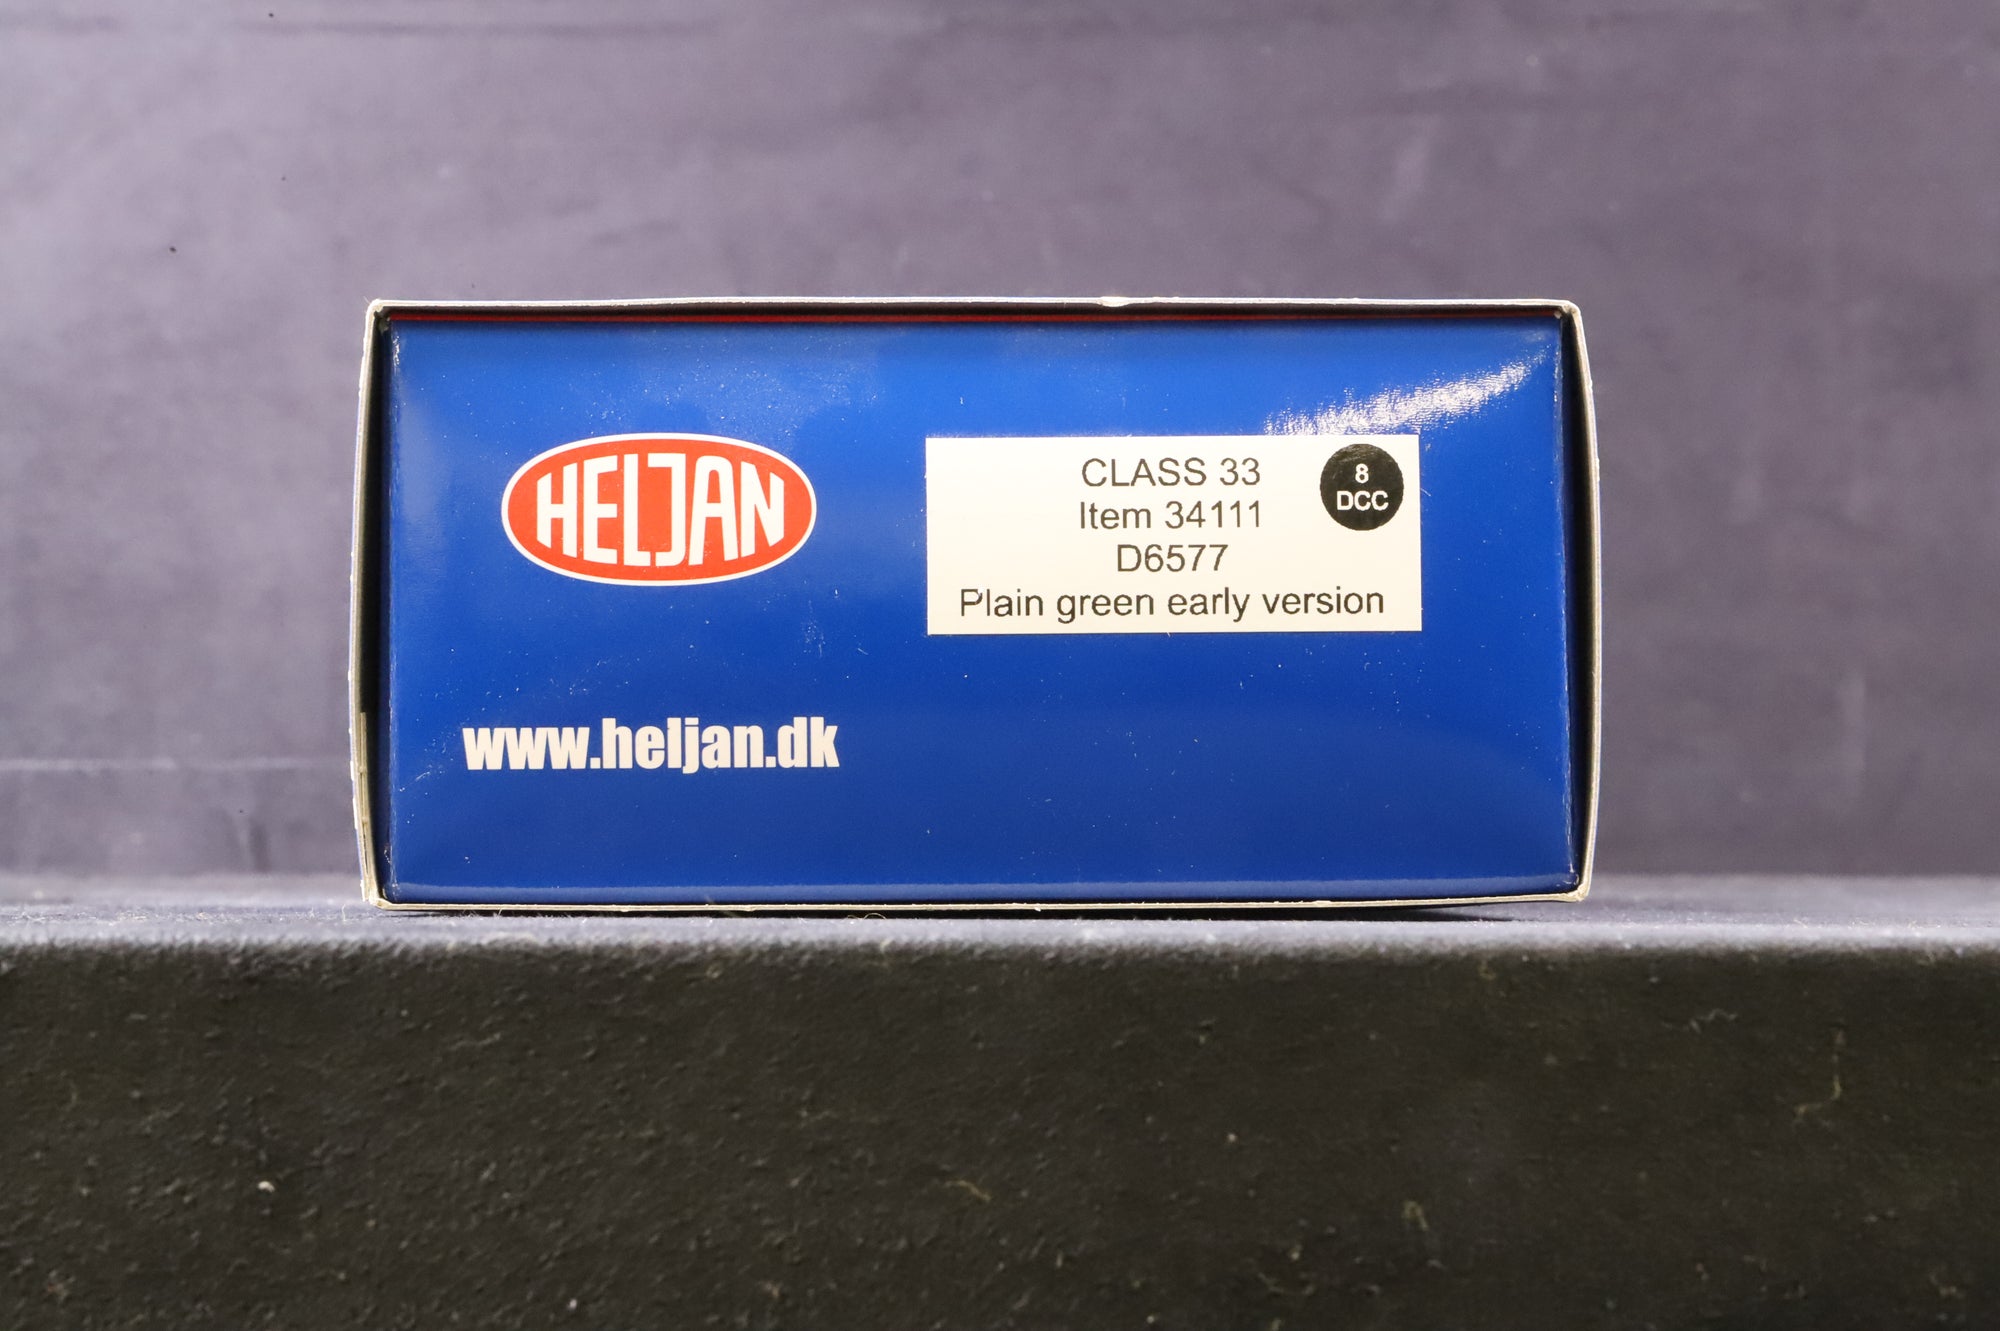 HELJAN
CLASS 33
Item 34111
D6577
Plain green early version
8
DCC
www.heljan.dk